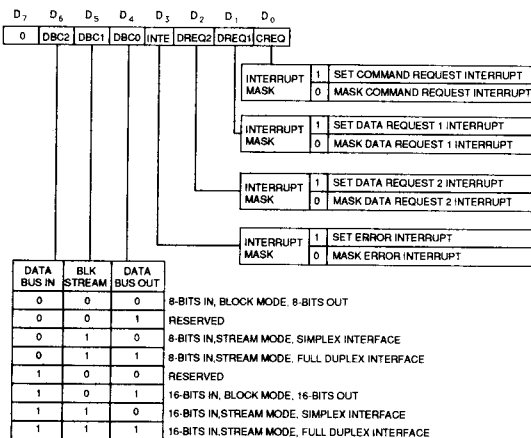 D7 D6 D5 D4 D3 D2 D1 D0
0 DBC2 DBC1 DBC0 INTE DREQ2 DREQ1 CREQ
INTERRUPT MASK
1 SET COMMAND REQUEST INTERRUPT
0 MASK COMMAND REQUEST INTERRUPT
INTERRUPT MASK
1 SET DATA REQUEST 1 INTERRUPT
0 MASK DATA REQUEST 1 INTERRUPT
INTERRUPT MASK
1 SET DATA REQUEST 2 INTERRUPT
0 MASK DATA REQUEST 2 INTERRUPT
INTERRUPT MASK
1 SET ERROR INTERRUPT
0 MASK ERROR INTERRUPT
DATA BUS IN BLK STREAM DATA BUS OUT
0 0 0 8-BITS IN, BLOCK MODE, 8-BITS OUT
0 0 1 RESERVED
0 1 0 8-BITS IN,STREAM MODE, SIMPLEX INTERFACE
0 1 1 8-BITS IN,STREAM MODE, FULL DUPLEX INTERFACE
1 0 0 RESERVED
1 0 1 16-BITS IN, BLOCK MODE, 16-BITS OUT
1 1 0 16-BITS IN,STREAM MODE, SIMPLEX INTERFACE
1 1 1 16-BITS IN,STREAM MODE, FULL DUPLEX INTERFACE